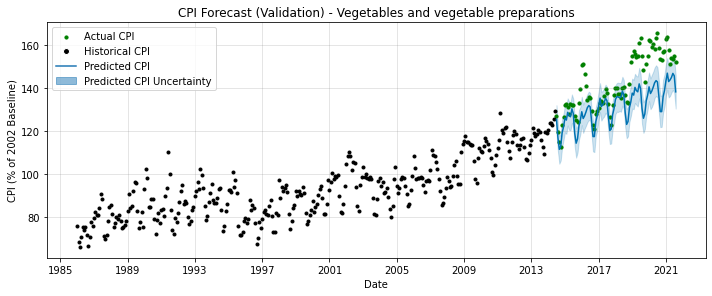 CPI Forecast (Validation) - Vegetables and vegetable preparations
Actual CPI
Historical CPI
Predicted CPI
Predicted CPI Uncertainty
CPI (% of 2002 Baseline)
160
140
120
100
80
1985 1989 1993 1997 2001 2005 2009 2013 2017 2021
Date